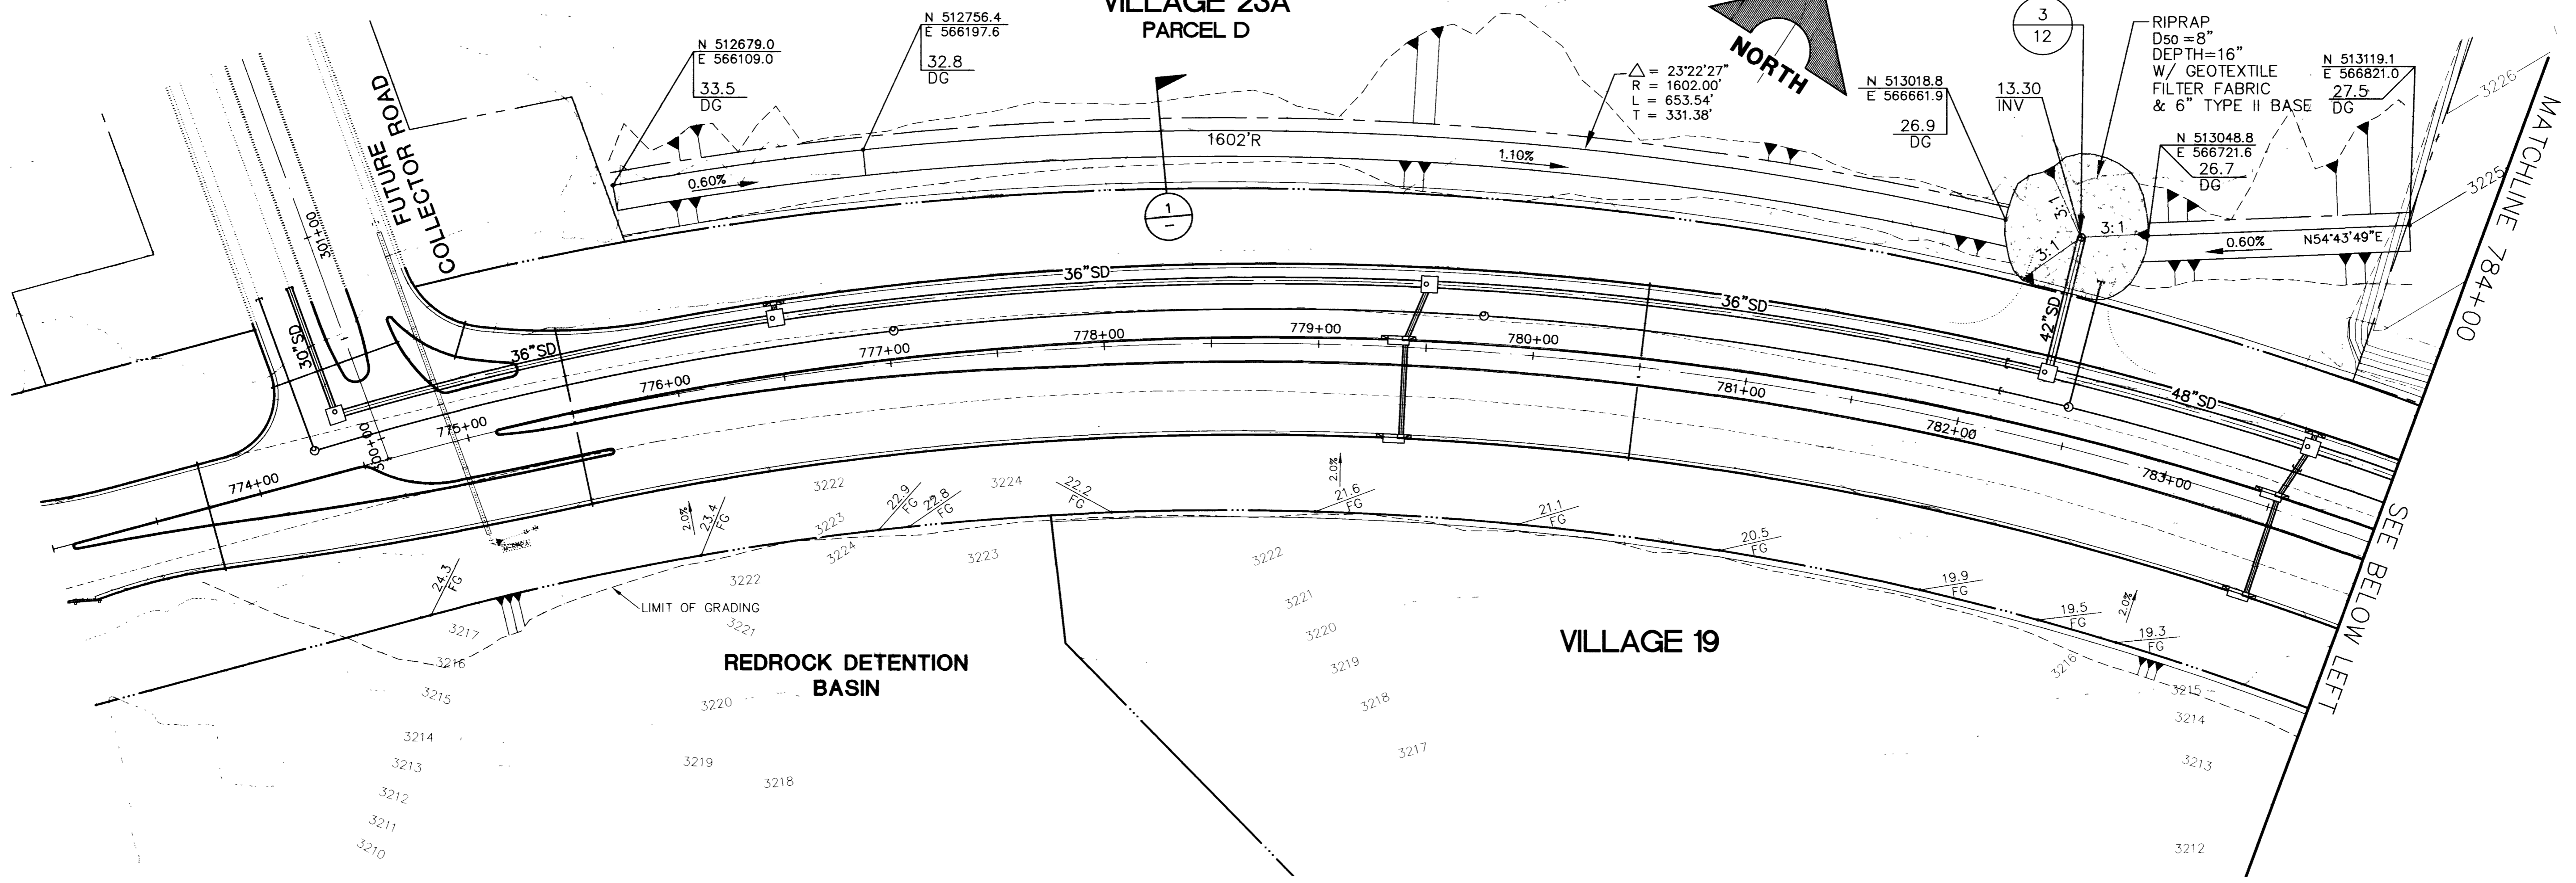 VILLAGE 23A
PARCEL D
N 512679.0
E 566109.0
33.5
DG
N 512756.4
E 566197.6
32.8
DG
NORTH
△ = 23°22'27"
R = 1602.00'
L = 653.54'
T = 331.38'
N 513018.8
E 566661.9
26.9
DG
3
12
13.30
INV
RIPRAP
D50 =8"
DEPTH=16"
W/ GEOTEXTILE
FILTER FABRIC
& 6" TYPE II BASE
N 513119.1
E 566821.0
27.5
DG
N 513048.8
E 566721.6
26.7
DG
3226
3225
MATCHLINE 784+00
SEE BELOW LEFT
FUTURE ROAD
COLLECTOR ROAD
301+00
300+00
0.60%
1602'R
1.10%
1
–
3:1
3:1
3:1
0.60%
N54°43'49"E
30"SD
36"SD
36"SD
36"SD
42"SD
48"SD
774+00
775+00
776+00
777+00
778+00
779+00
780+00
781+00
782+00
783+00
24.3
FG
2.0%
23.4
FG
22.9
FG
22.8
FG
22.2
FG
2.0%
21.6
FG
21.1
FG
20.5
FG
19.9
FG
19.5
FG
2.0%
19.3
FG
LIMIT OF GRADING
REDROCK DETENTION
BASIN
VILLAGE 19
3222
3223
3224
3224
3223
3222
3221
3220
3219
3218
3217
3216
3215
3214
3213
3212
3211
3210
3222
3221
3220
3219
3218
3217
3216
3215
3214
3213
3212